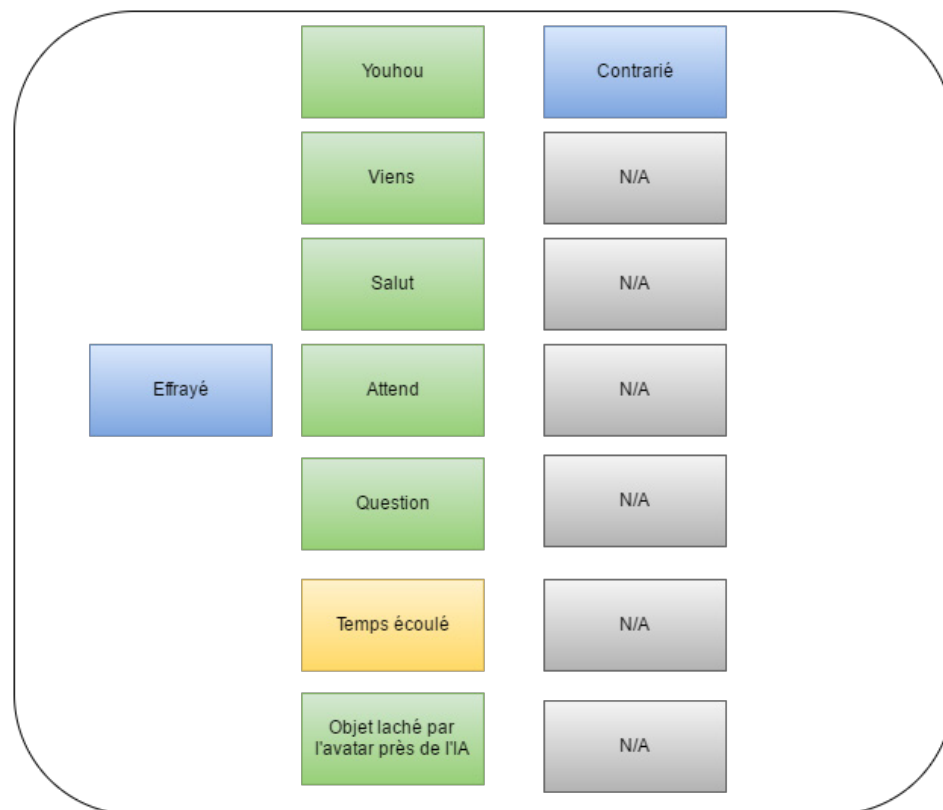 Youhou
Contrarié
Viens
N/A
Salut
N/A
Effrayé
Attend
N/A
Question
N/A
Temps écoulé
N/A
Objet laché par
l'avatar près de l'IA
N/A